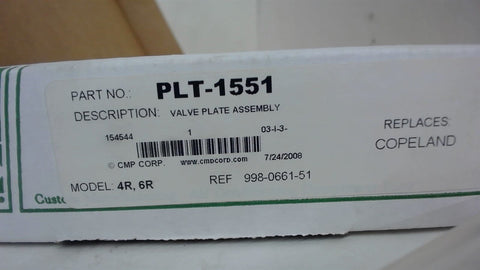 PART NO.: PLT-1551
DESCRIPTION: VALVE PLATE ASSEMBLY
154544 1 03-I-3-
REPLACES:
COPELAND
© CMP CORP. www.cmpcorp.com 7/24/2008
MODEL: 4R, 6R REF 998-0661-51